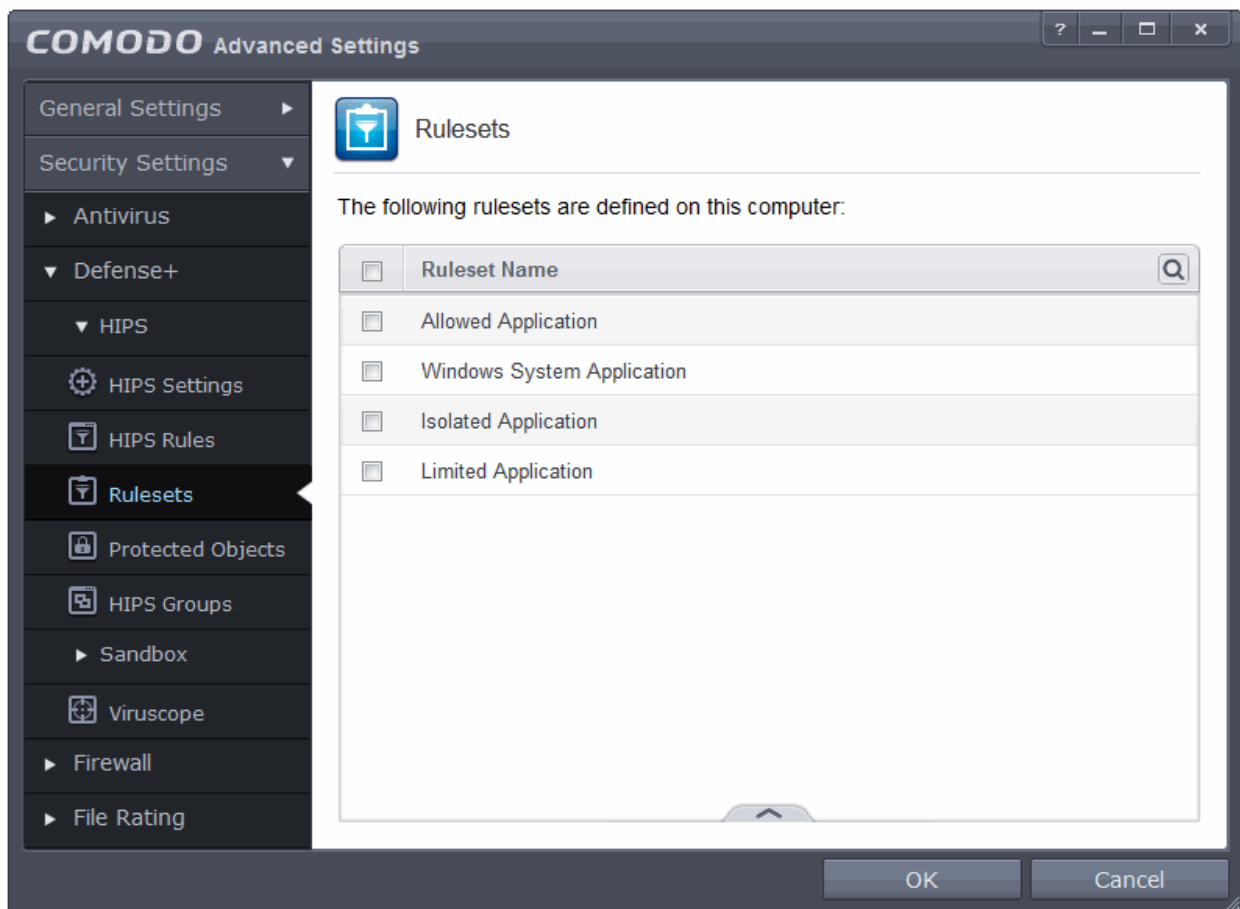 COMODO Advanced Settings
?
General Settings
Security Settings
Antivirus
Defense+
HIPS
HIPS Settings
HIPS Rules
Rulesets
Protected Objects
HIPS Groups
Sandbox
Viruscope
Firewall
File Rating
Rulesets
The following rulesets are defined on this computer:
Ruleset Name
Allowed Application
Windows System Application
Isolated Application
Limited Application
OK
Cancel